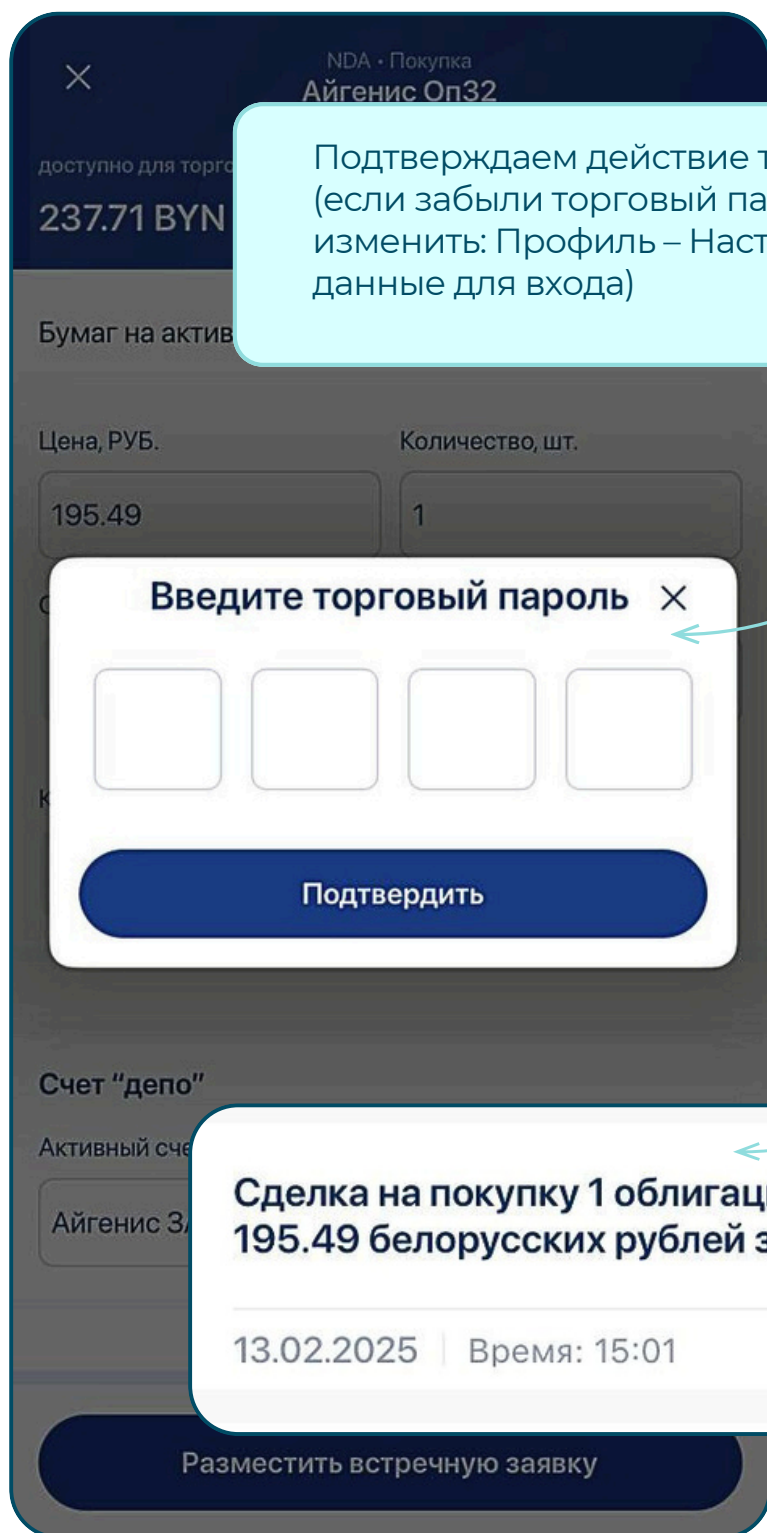 NDA • Покупка
Айгенис Оп32
доступно для торго
237.71 BYN
Подтверждаем действие т
(если забыли торговый па
изменить: Профиль – Наст
данные для входа)
Бумаг на актив
Цена, РУБ.
Количество, шт.
195.49
1
Введите торговый пароль
Подтвердить
Счет “депо”
Активный сче
Айгенис ЗА
Сделка на покупку 1 облигац
195.49 белорусских рублей з
13.02.2025 | Время: 15:01
Разместить встречную заявку